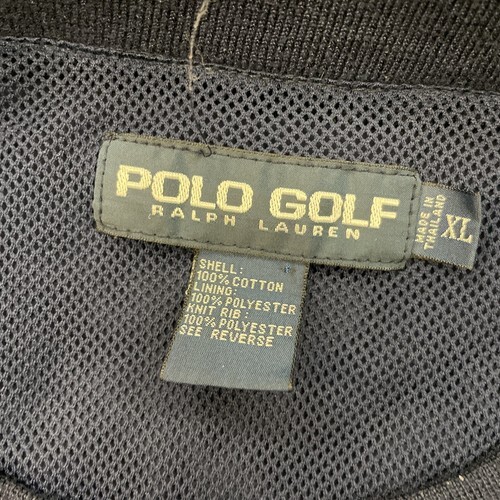 POLO GOLF
RALPH LAUREN
MADE IN
THAILAND
XL
SHELL:
100% COTTON
LINING:
100% POLYESTER
KNIT RIB:
100% POLYESTER
SEE REVERSE